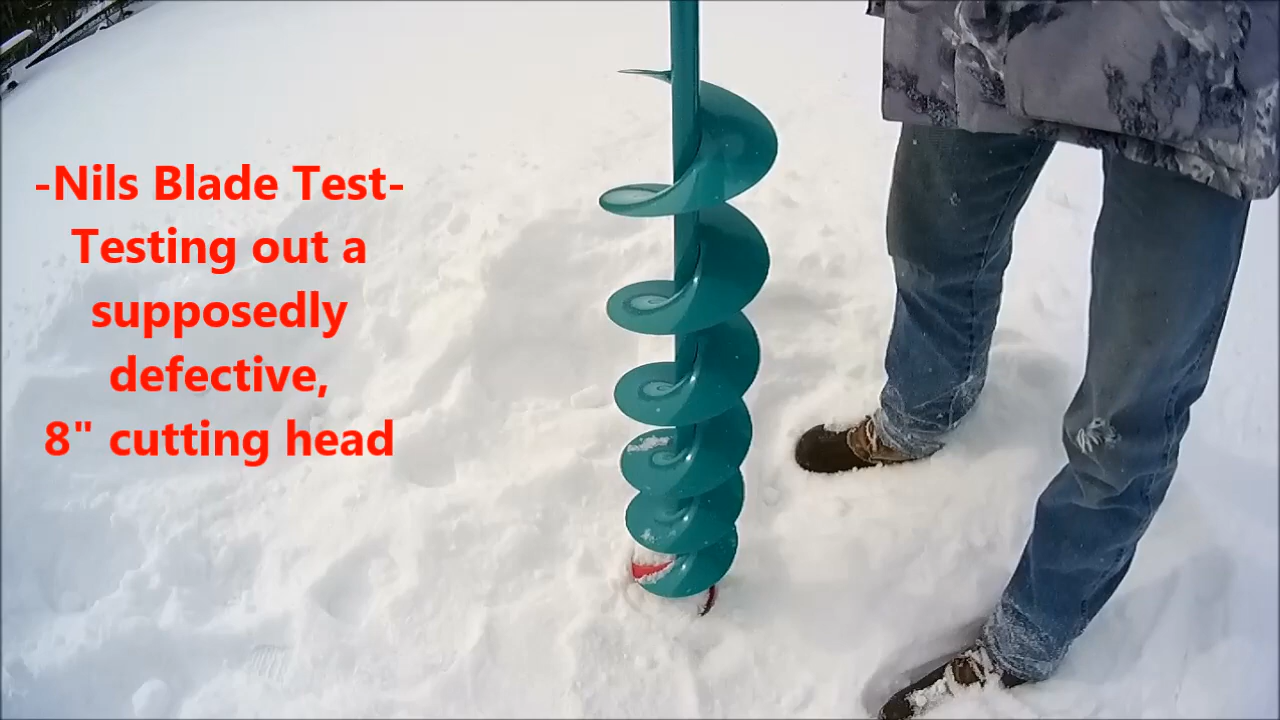 -Nils Blade Test-
Testing out a
supposedly
defective,
8" cutting head